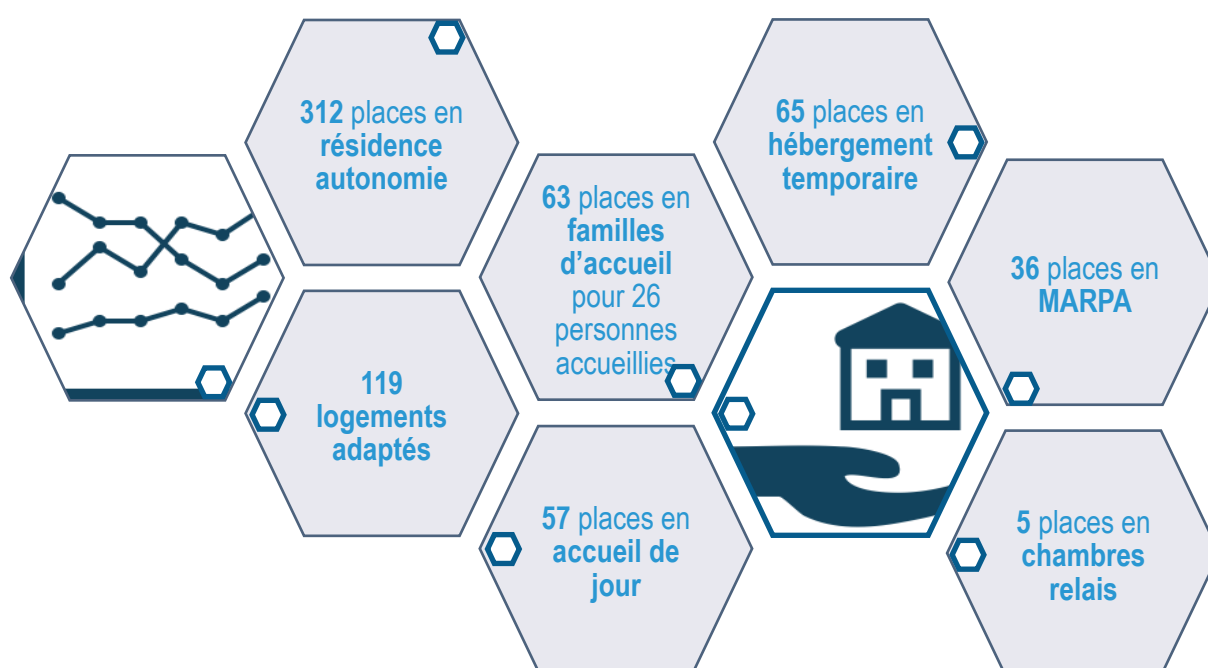 312 places en
résidence
autonomie
65 places en
hébergement
temporaire
63 places en
familles
d'accueil
pour 26
personnes
accueillies
36 places en
MARPA
119
logements
adaptés
57 places en
accueil de
jour
5 places en
chambres
relais